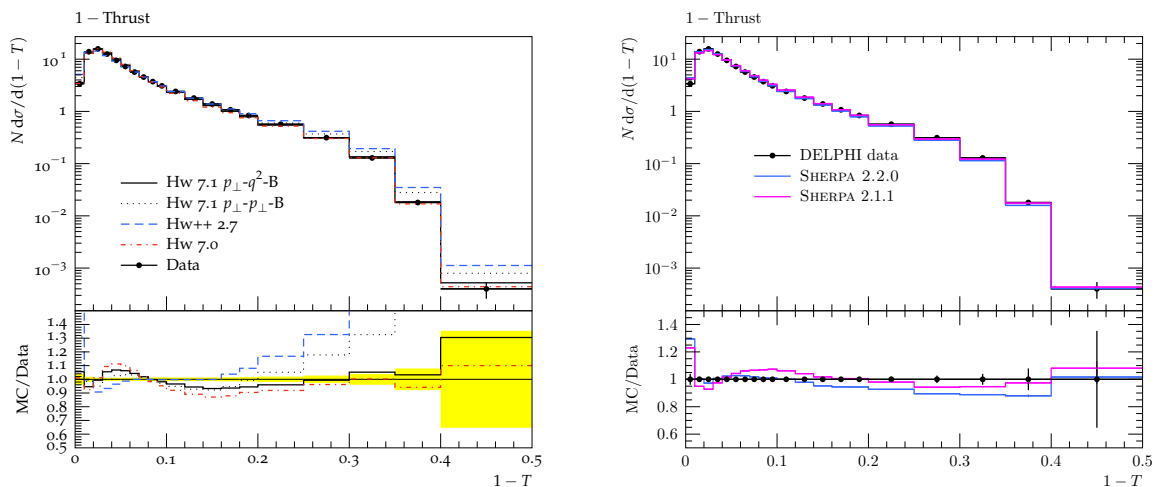 1 − Thrust
N dσ/d(1 − T)
10¹
1
10⁻¹
10⁻²
10⁻³
Hw 7.1 p⊥-q²-B
Hw 7.1 p⊥-p⊥-B
Hw++ 2.7
Hw 7.0
Data
MC/Data
1.4
1.3
1.2
1.1
1.0
0.9
0.8
0.7
0.6
0.5
0 0.1 0.2 0.3 0.4 0.5
1 − T
1 − Thrust
N dσ/d(1 − T)
10¹
1
10⁻¹
10⁻²
10⁻³
DELPHI data
SHERPA 2.2.0
SHERPA 2.1.1
MC/Data
1.4
1.2
1
0.8
0.6
0 0.1 0.2 0.3 0.4 0.5
1 − T